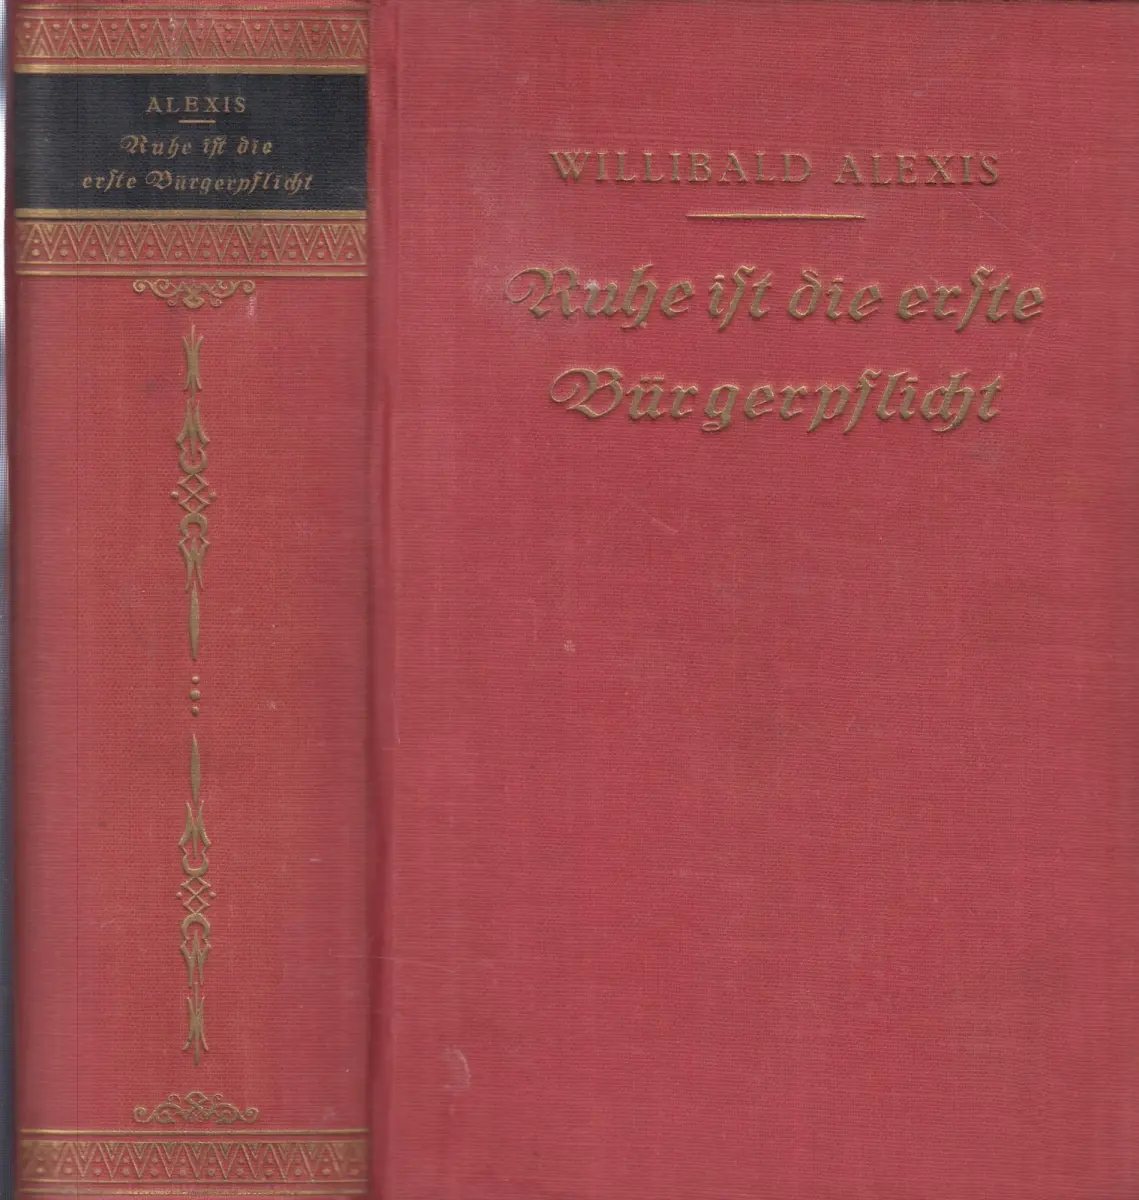 ALEXIS
Ruhe ist die
erste Bürgerpflicht
WILLIBALD ALEXIS
Ruhe ist die erste
Bürgerpflicht